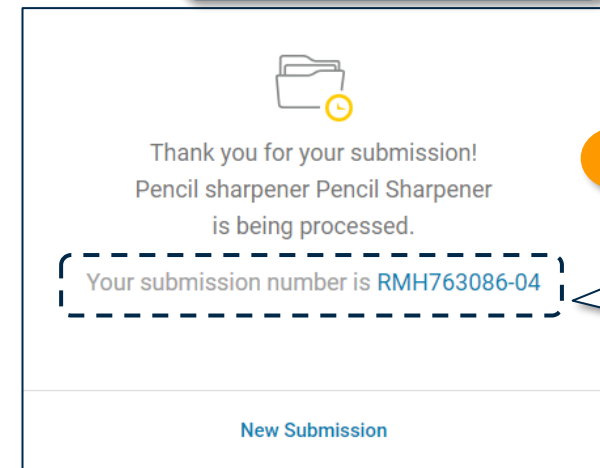 Thank you for your submission!
Pencil sharpener Pencil Sharpener
is being processed.
Your submission number is RMH763086-04
New Submission